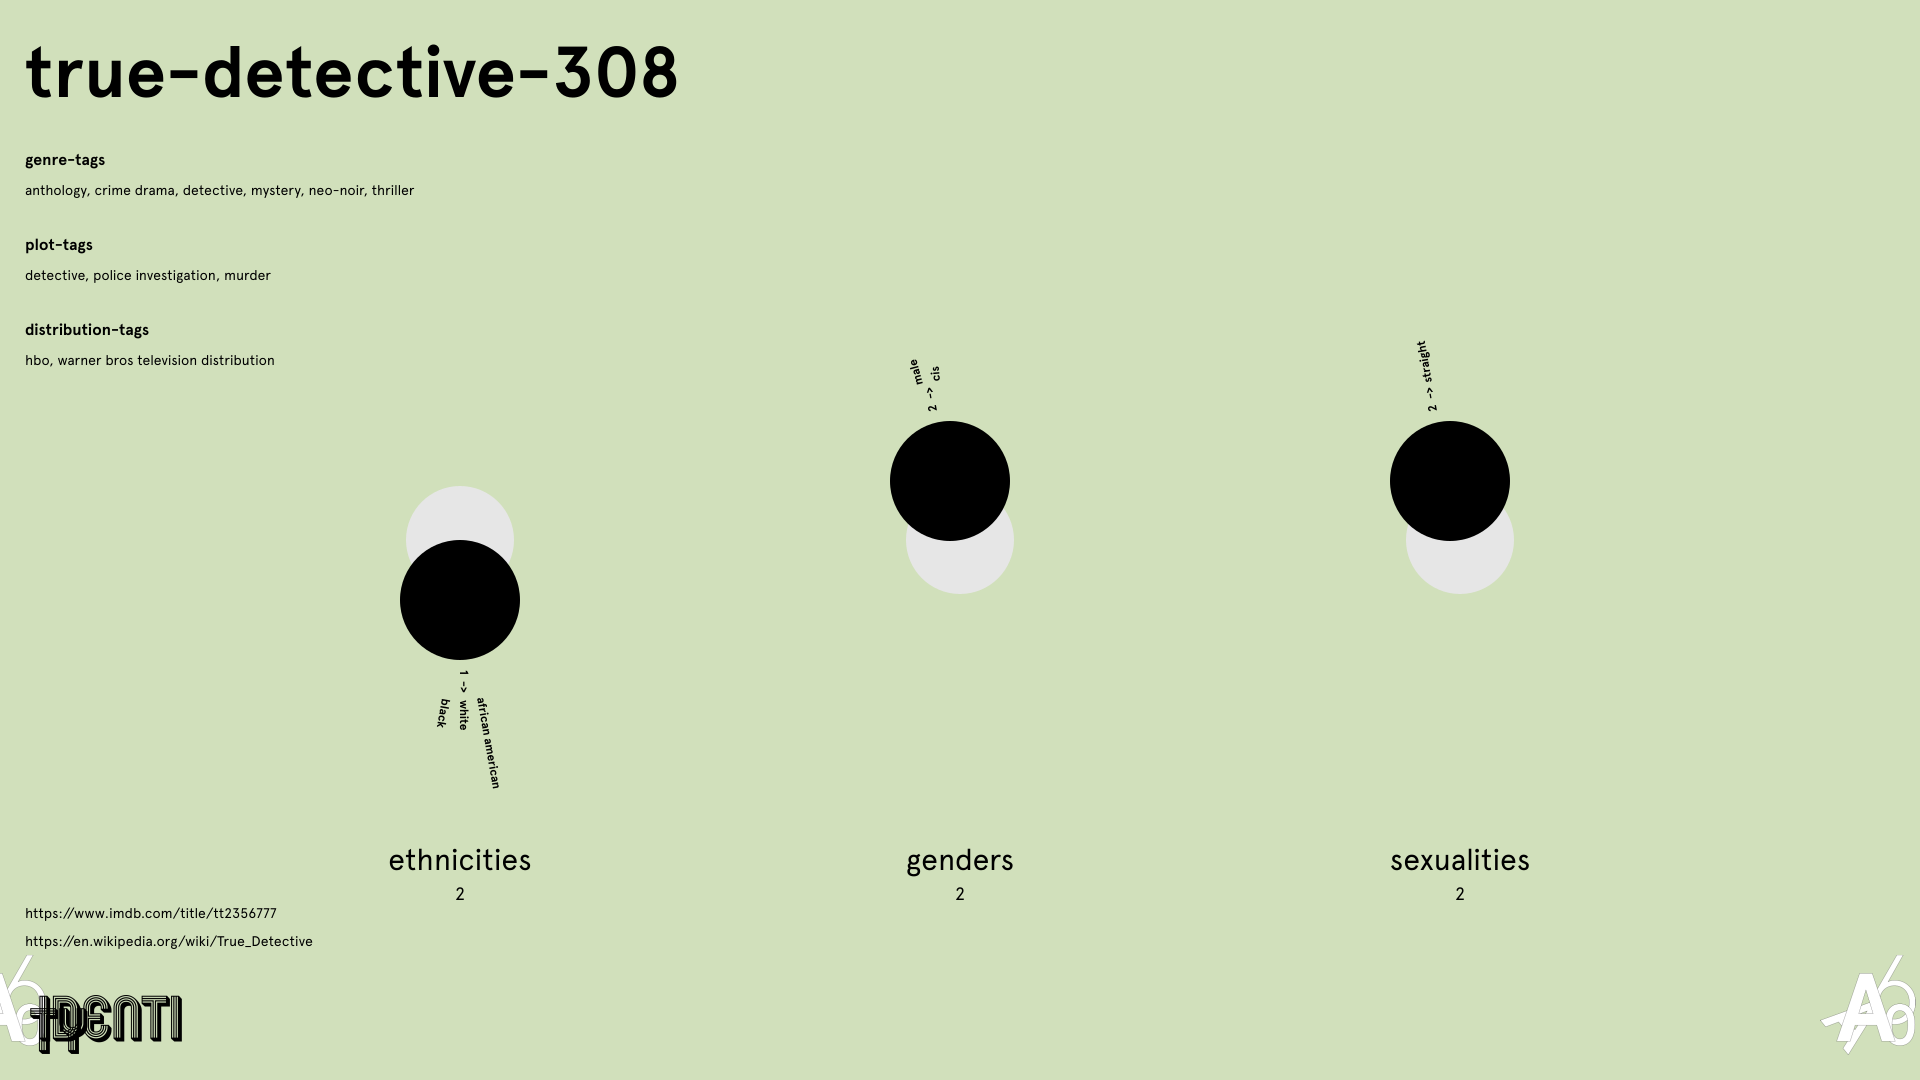 true-detective-308
genre-tags
anthology, crime drama, detective, mystery, neo-noir, thriller
plot-tags
detective, police investigation, murder
distribution-tags
hbo, warner bros television distribution
male
2 -> cis
2 -> straight
1 -> white
black
african american
ethnicities
2
genders
2
sexualities
2
https://www.imdb.com/title/tt2356777
https://en.wikipedia.org/wiki/True_Detective
IDENTI
A